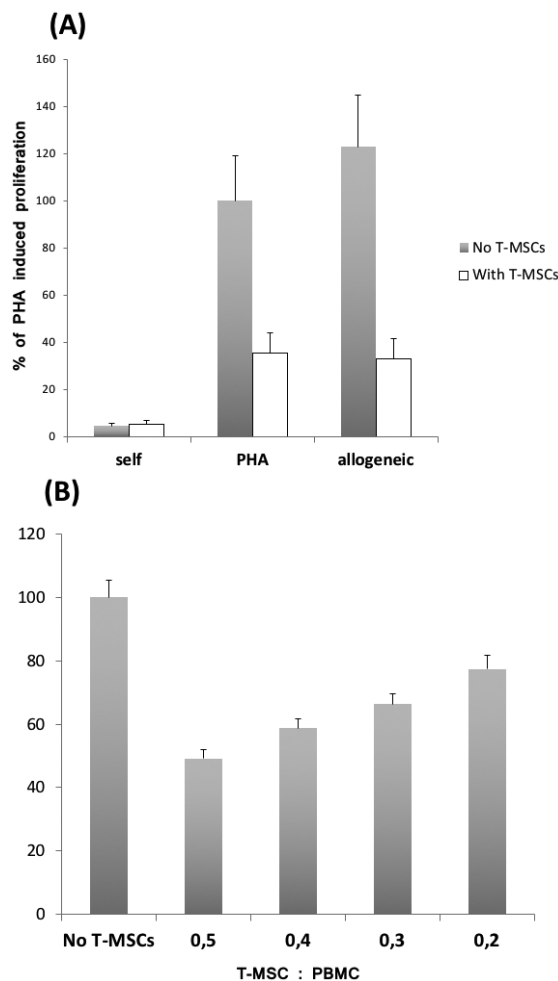 (A)
% of PHA induced proliferation
160
140
120
100
80
60
40
20
0
self PHA allogeneic
No T-MSCs
With T-MSCs
(B)
120
100
80
60
40
20
0
No T-MSCs 0,5 0,4 0,3 0,2
T-MSC : PBMC